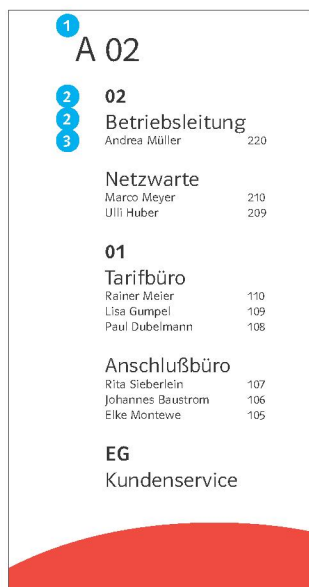 1
A 02
2 02
2 Betriebsleitung
3 Andrea Müller 220
Netzwarte
Marco Meyer 210
Ulli Huber 209
01
Tarifbüro
Rainer Meier 110
Lisa Gumpel 109
Paul Dubelmann 108
Anschlußbüro
Rita Sieberlein 107
Johannes Baustrom 106
Elke Montewe 105
EG
Kundenservice